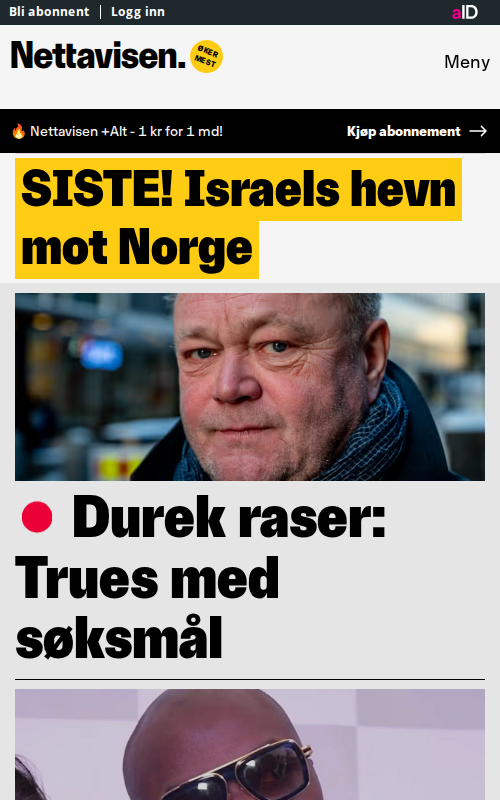 Bli abonnent | Logg inn
aID
Nettavisen.
ØKER
MEST
Meny
🔥 Nettavisen +Alt - 1 kr for 1 md!
Kjøp abonnement →
SISTE! Israels hevn
mot Norge
Durek raser:
Trues med
søksmål